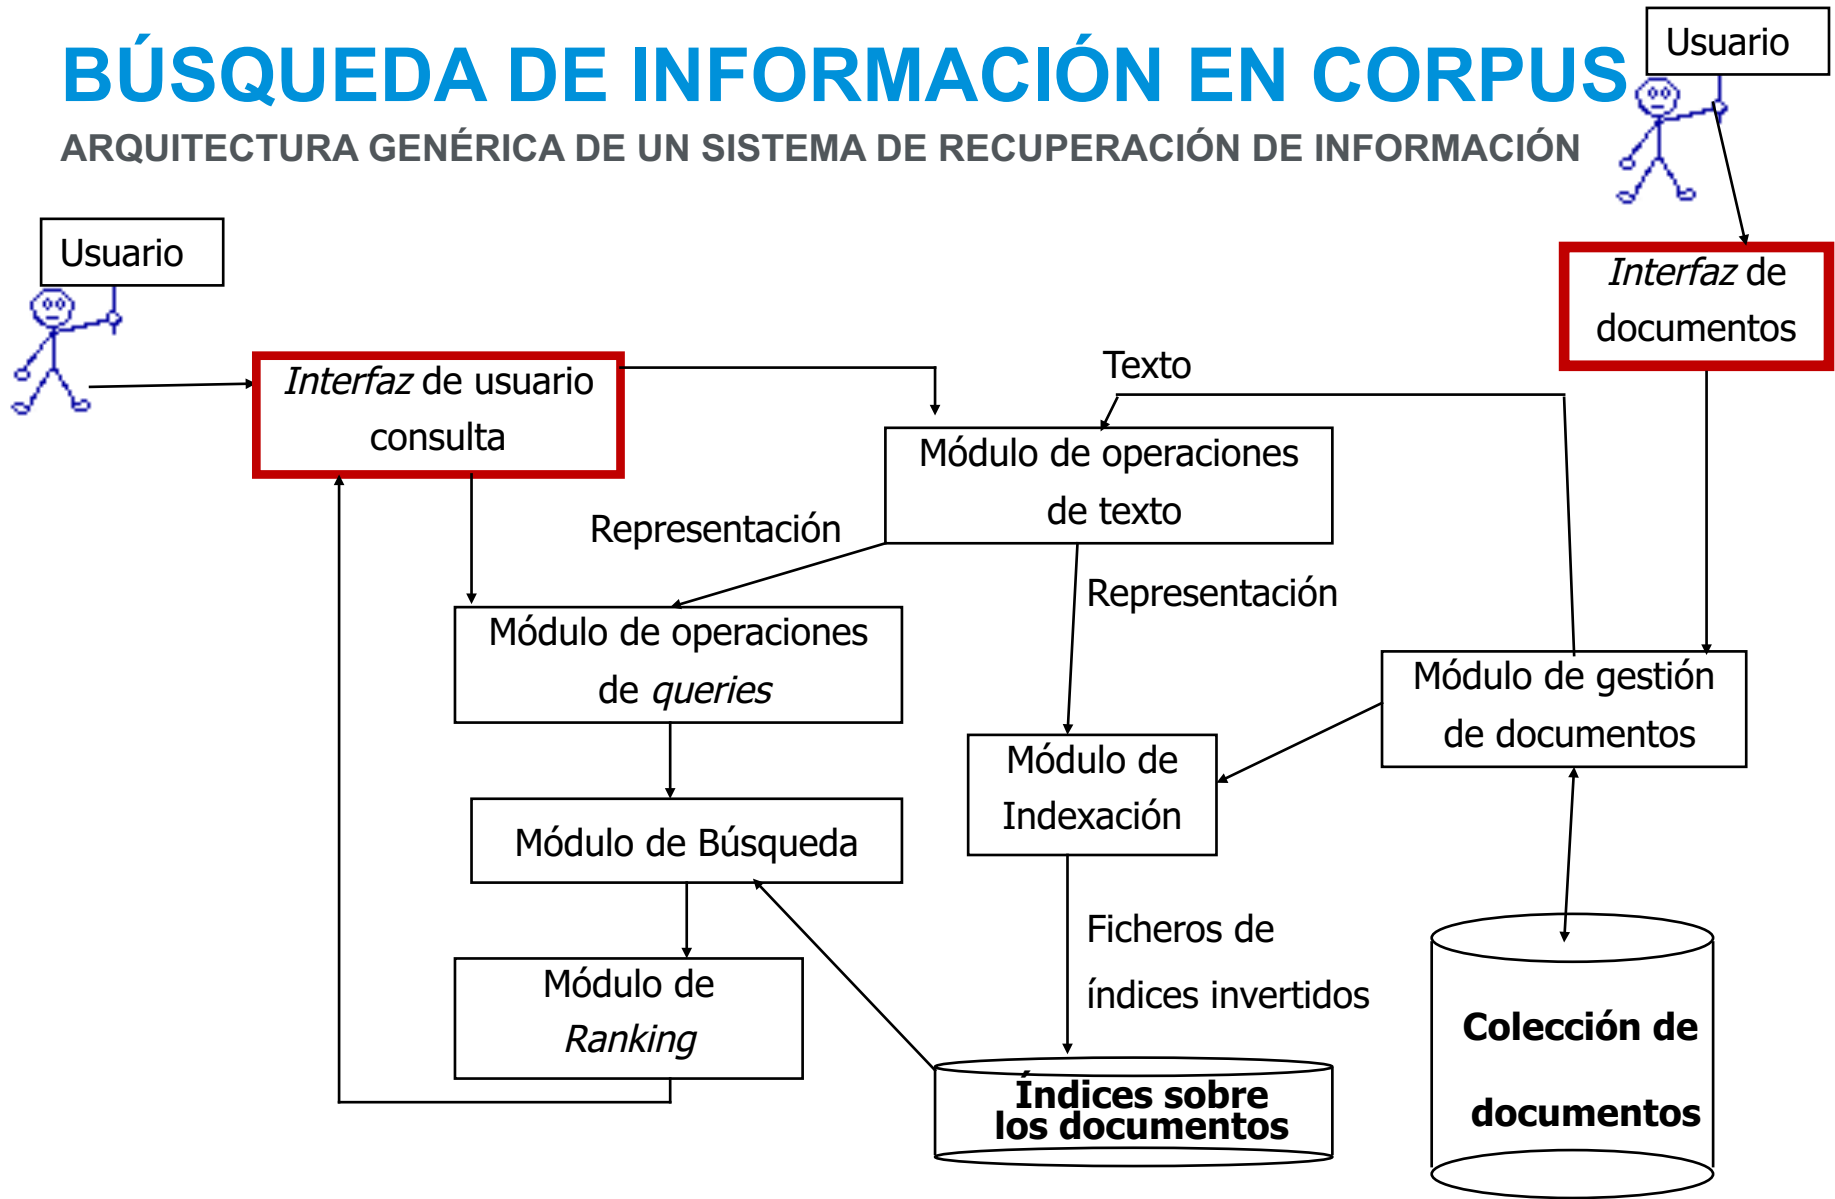 BÚSQUEDA DE INFORMACIÓN EN CORPUS
ARQUITECTURA GENÉRICA DE UN SISTEMA DE RECUPERACIÓN DE INFORMACIÓN
Usuario
Usuario
Interfaz de
documentos
Interfaz de usuario
consulta
Texto
Módulo de operaciones
de texto
Representación
Representación
Módulo de operaciones
de queries
Módulo de gestión
de documentos
Módulo de
Indexación
Módulo de Búsqueda
Ficheros de
índices invertidos
Módulo de
Ranking
Colección de
documentos
Índices sobre
los documentos